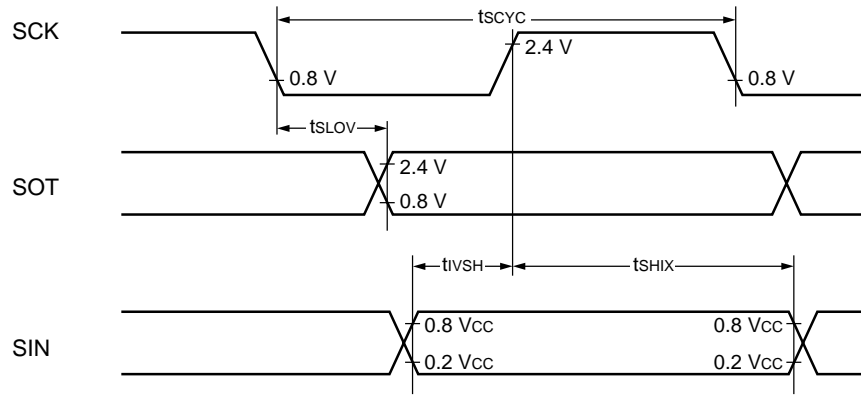 tSCYC
SCK
2.4 V
0.8 V
0.8 V
tSLOV
SOT
2.4 V
0.8 V
tIVSH
tSHIX
SIN
0.8 VCC
0.8 VCC
0.2 VCC
0.2 VCC